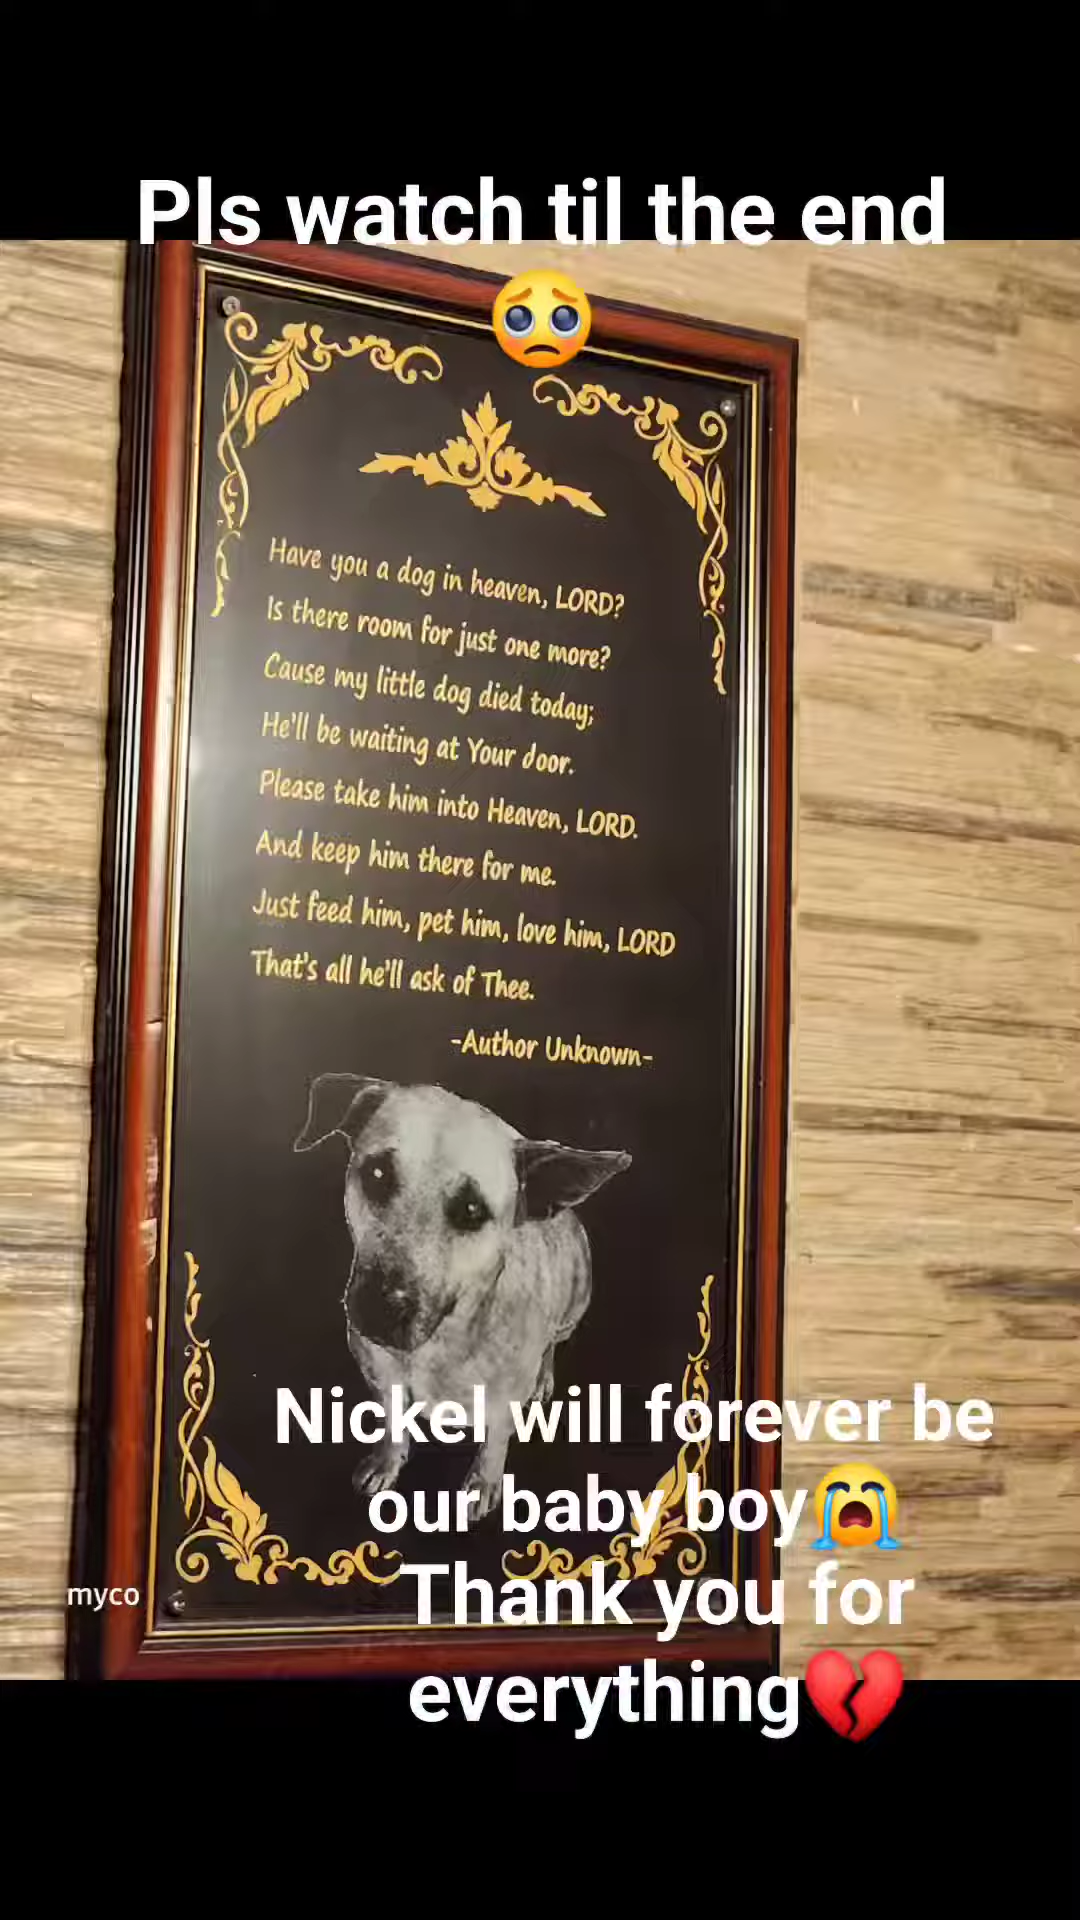 Pls watch til the end
🥺
Have you a dog in heaven, LORD?
Is there room for just one more?
Cause my little dog died today;
He'll be waiting at Your door.
Please take him into Heaven, LORD.
And keep him there for me.
Just feed him, pet him, love him, LORD
That's all he'll ask of Thee.
-Author Unknown-
Nickel will forever be
our baby boy😭
Thank you for
everything💔
myco